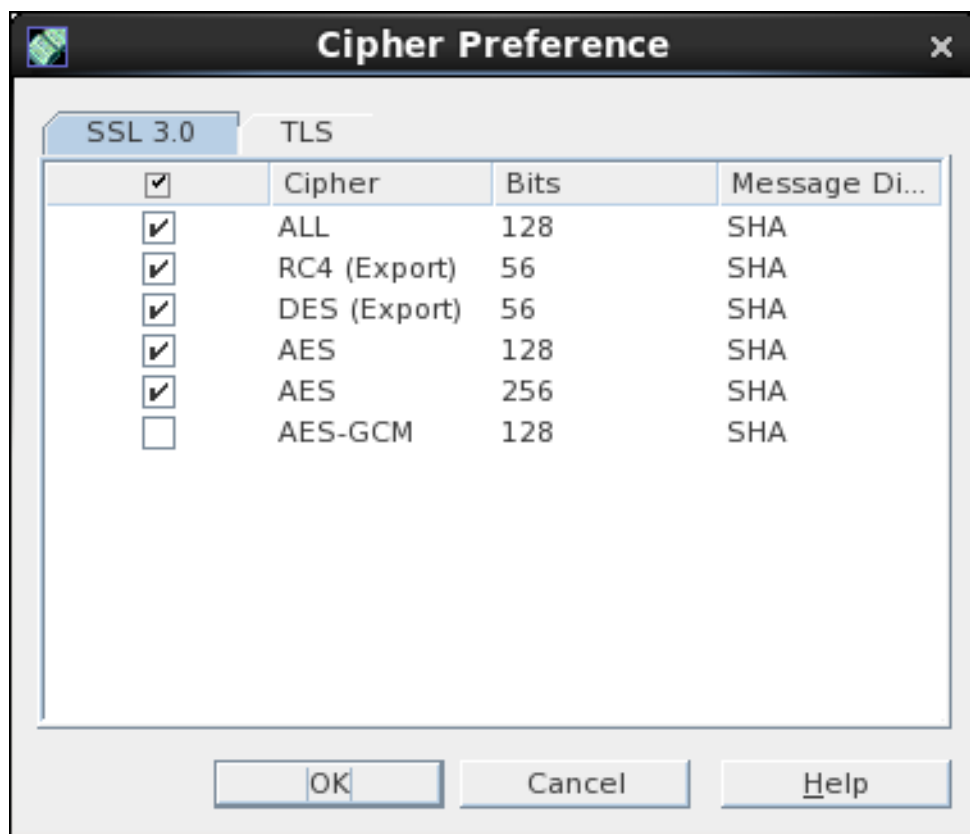 Cipher Preference
SSL 3.0 TLS
Cipher Bits Message Di...
ALL 128 SHA
RC4 (Export) 56 SHA
DES (Export) 56 SHA
AES 128 SHA
AES 256 SHA
AES-GCM 128 SHA
OK Cancel Help